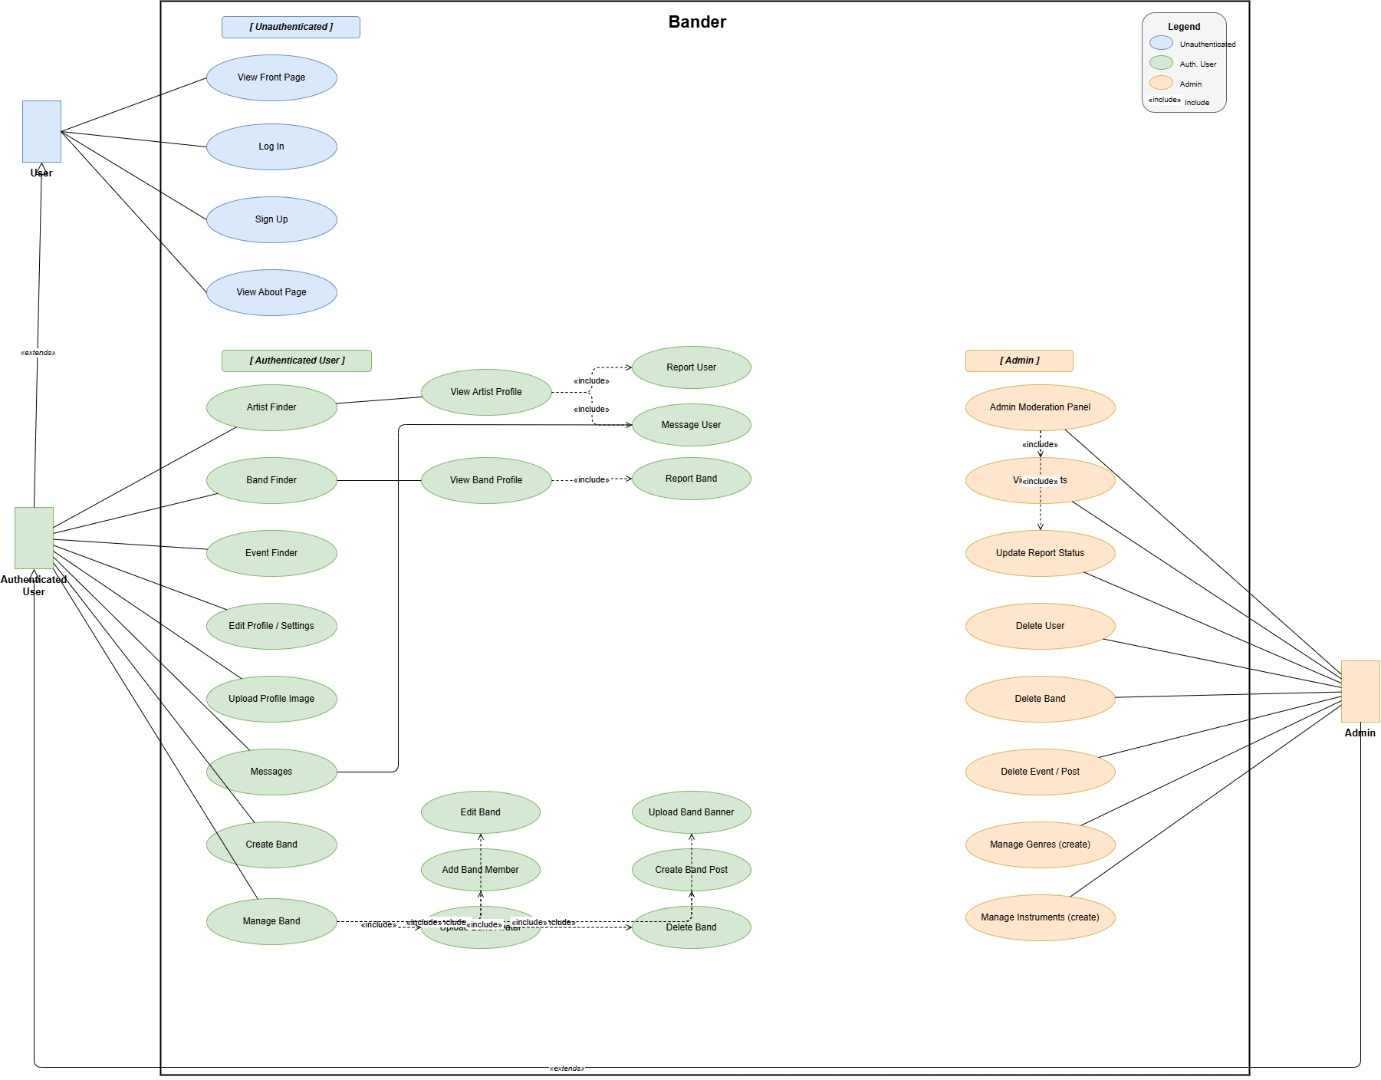 Bander
[ Unauthenticated ]
Legend
Unauthenticated
Auth. User
Admin
«include» Include
View Front Page
Log In
User
Sign Up
View About Page
«extends»
[ Authenticated User ]
[ Admin ]
Artist Finder
View Artist Profile
Report User
«include»
«include»
Message User
Admin Moderation Panel
«include»
Band Finder
View Band Profile
«include»
Report Band
«include»
Event Finder
Update Report Status
Authenticated
User
Edit Profile / Settings
Delete User
Upload Profile Image
Delete Band
Admin
Messages
Delete Event / Post
Edit Band
Upload Band Banner
Create Band
Manage Genres (create)
Add Band Member
Create Band Post
Manage Band
«include»
«include»
«include»
«include»
Delete Band
Manage Instruments (create)
«extends»